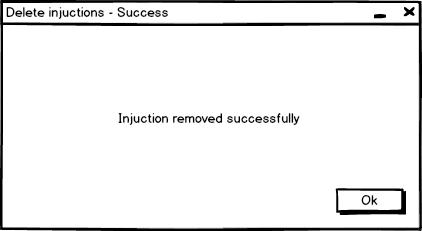 Delete injuctions - Success
Injuction removed successfully
Ok